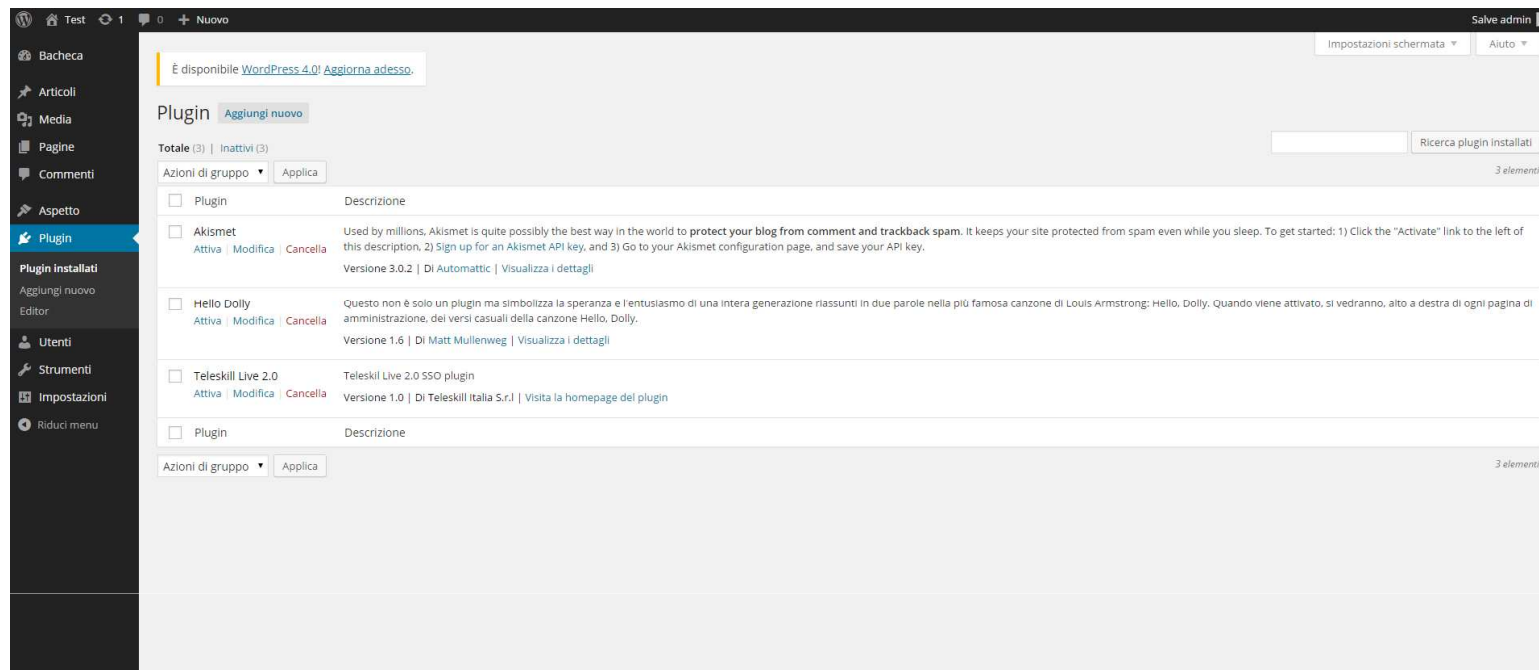 Test 1 0 Nuovo Salve admin
Impostazioni schermata Aiuto
Bacheca
Articoli
Media
Pagine
Commenti
Aspetto
Plugin
Plugin installati
Aggiungi nuovo
Editor
Utenti
Strumenti
Impostazioni
Riduci menu
È disponibile WordPress 4.0! Aggiorna adesso.
Plugin Aggiungi nuovo
Totale (3) | Inattivi (3)
Ricerca plugin installati
Azioni di gruppo Applica
3 elementi
Plugin Descrizione
Akismet
Attiva | Modifica | Cancella
Used by millions, Akismet is quite possibly the best way in the world to protect your blog from comment and trackback spam. It keeps your site protected from spam even while you sleep. To get started: 1) Click the "Activate" link to the left of
this description, 2) Sign up for an Akismet API key, and 3) Go to your Akismet configuration page, and save your API key.
Versione 3.0.2 | Di Automattic | Visualizza i dettagli
Hello Dolly
Attiva | Modifica | Cancella
Questo non è solo un plugin ma simbolizza la speranza e l'entusiasmo di una intera generazione riassunti in due parole nella più famosa canzone di Louis Armstrong: Hello, Dolly. Quando viene attivato, si vedranno, alto a destra di ogni pagina di
amministrazione, dei versi casuali della canzone Hello, Dolly.
Versione 1.6 | Di Matt Mullenweg | Visualizza i dettagli
Teleskill Live 2.0
Attiva | Modifica | Cancella
Teleskil Live 2.0 SSO plugin
Versione 1.0 | Di Teleskill Italia S.r.l | Visita la homepage del plugin
Plugin Descrizione
Azioni di gruppo Applica
3 elementi